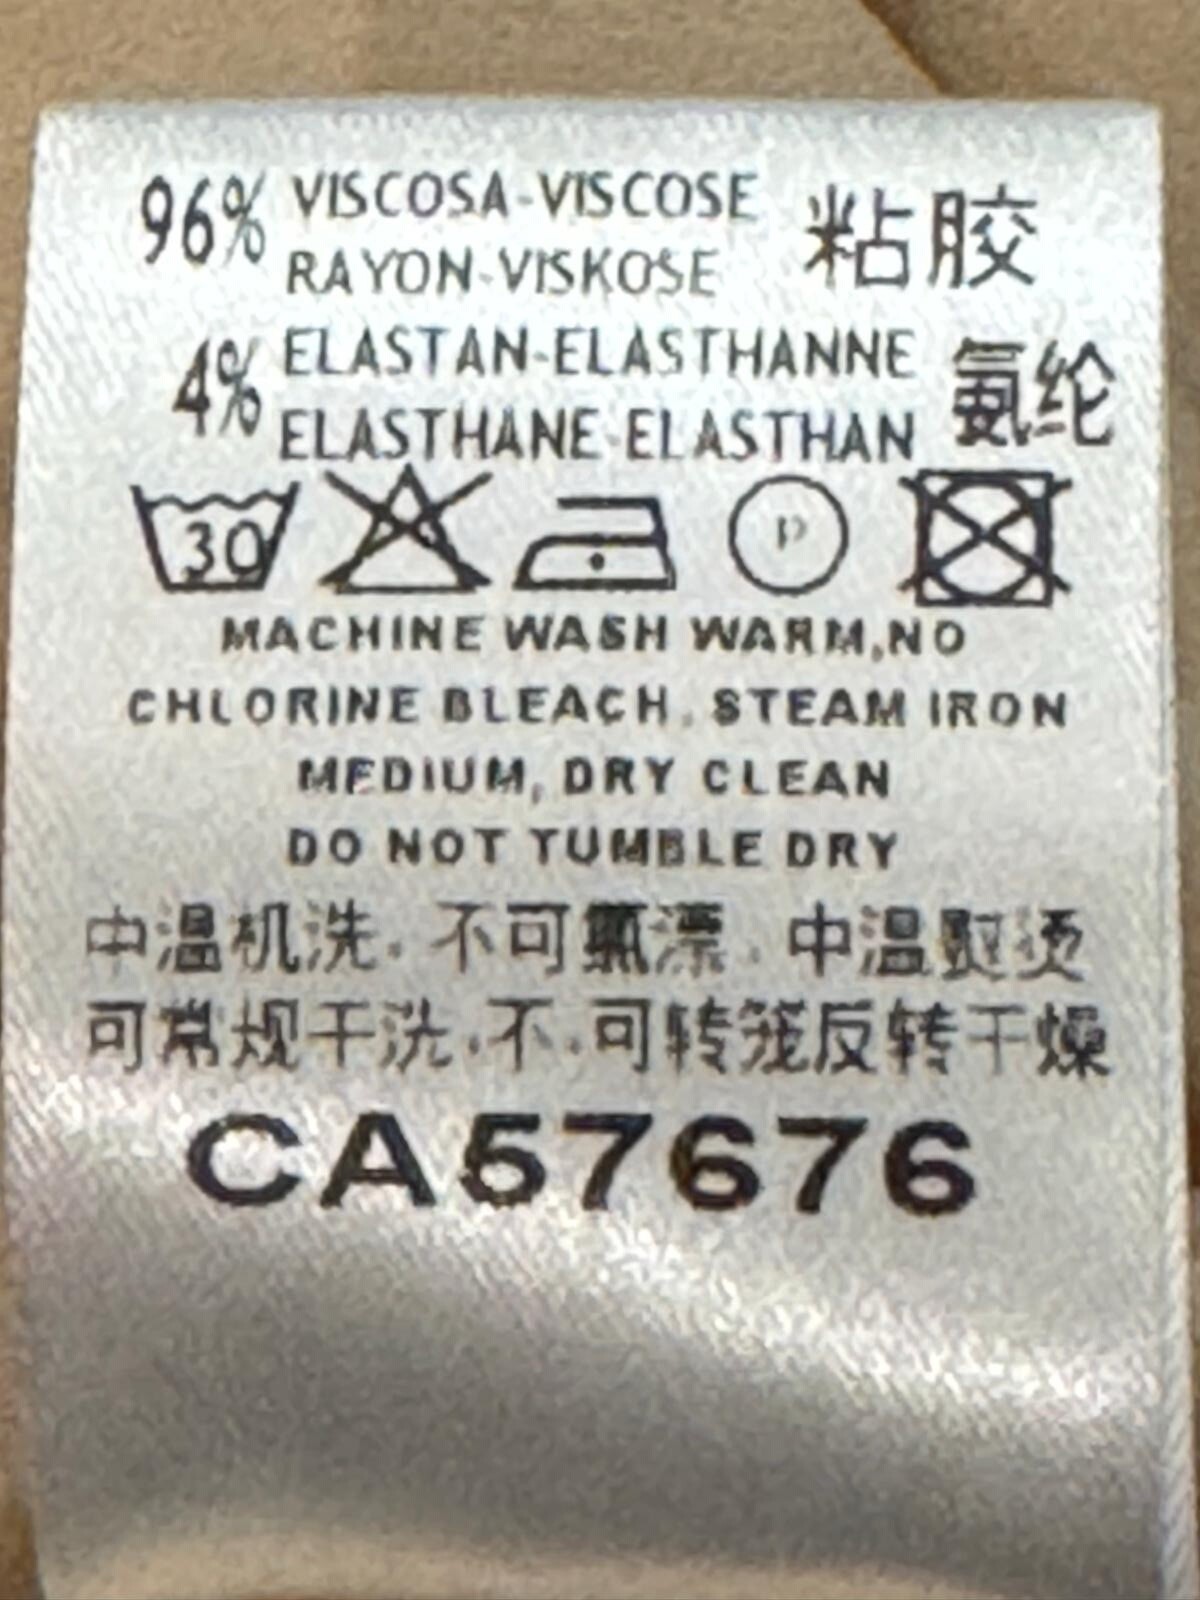 96% VISCOSA-VISCOSE 粘胶
RAYON-VISKOSE
4% ELASTAN-ELASTHANNE 氨纶
ELASTHANE-ELASTHAN
30 P
MACHINE WASH WARM,NO
CHLORINE BLEACH, STEAM IRON
MEDIUM, DRY CLEAN
DO NOT TUMBLE DRY
中温机洗.不可氯漂.中温熨烫
可常规干洗.不.可转笼反转干燥
CA57676